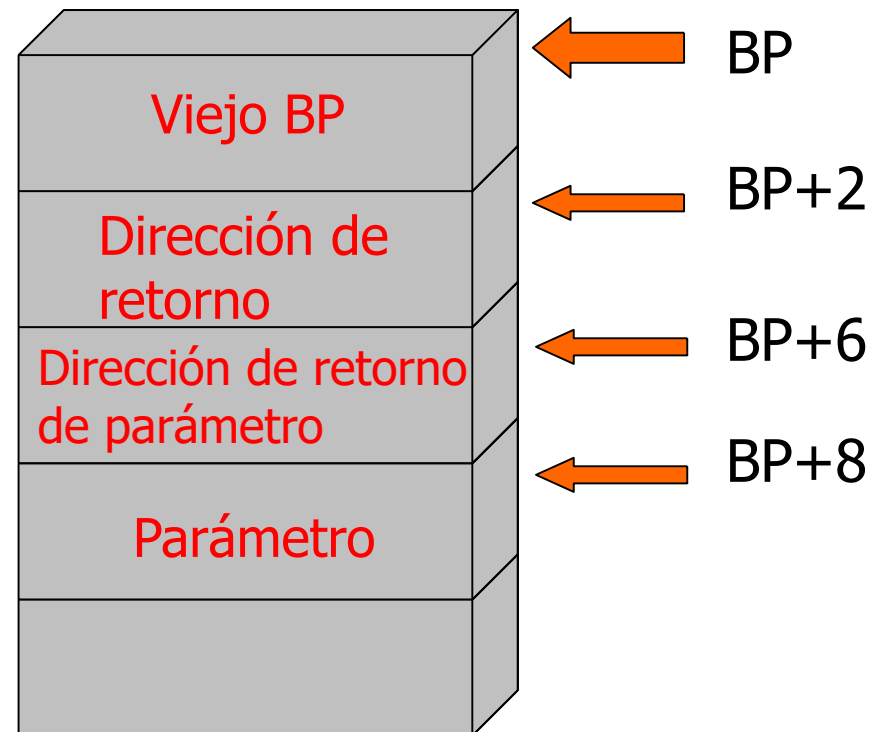 BP
Viejo BP
BP+2
Dirección de
retorno
BP+6
Dirección de retorno
de parámetro
BP+8
Parámetro